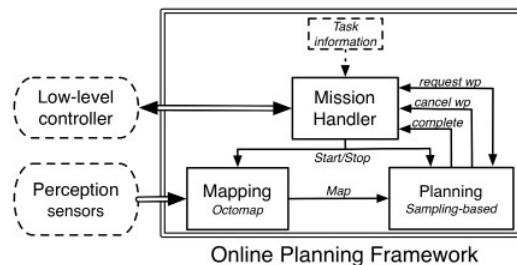 Task
information
request wp
Low-level
controller
Mission
Handler
cancel wp
complete
Start/Stop
Perception
sensors
Mapping
Octomap
Map
Planning
Sampling-based
Online Planning Framework